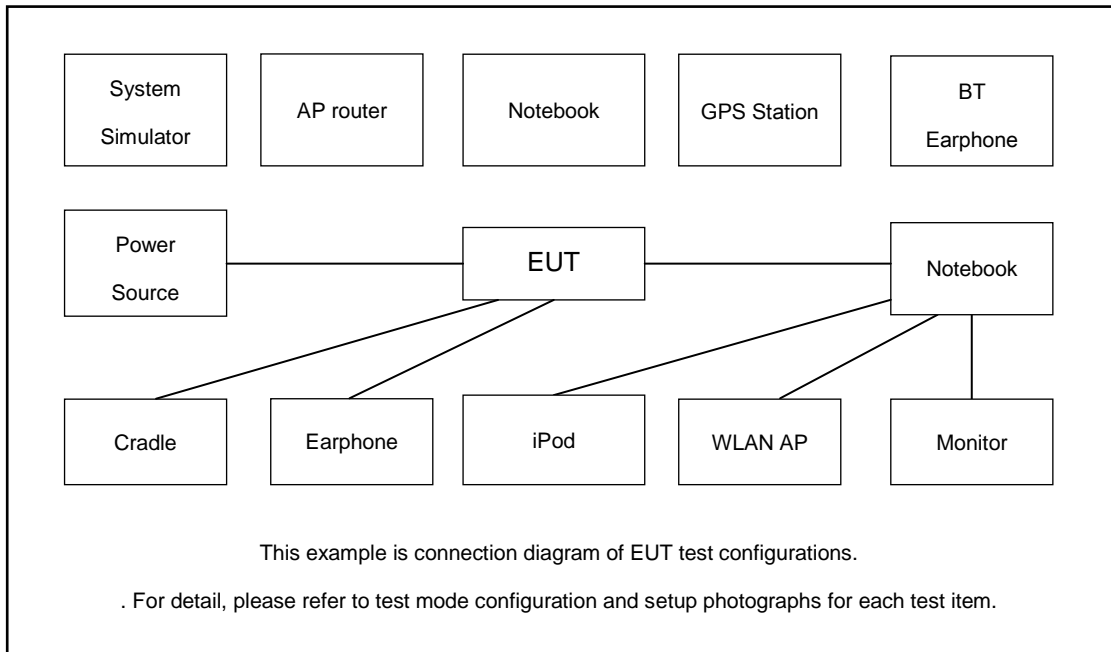 System
Simulator
AP router
Notebook
GPS Station
BT
Earphone
Power
Source
EUT
Notebook
Cradle
Earphone
iPod
WLAN AP
Monitor
This example is connection diagram of EUT test configurations.
. For detail, please refer to test mode configuration and setup photographs for each test item.